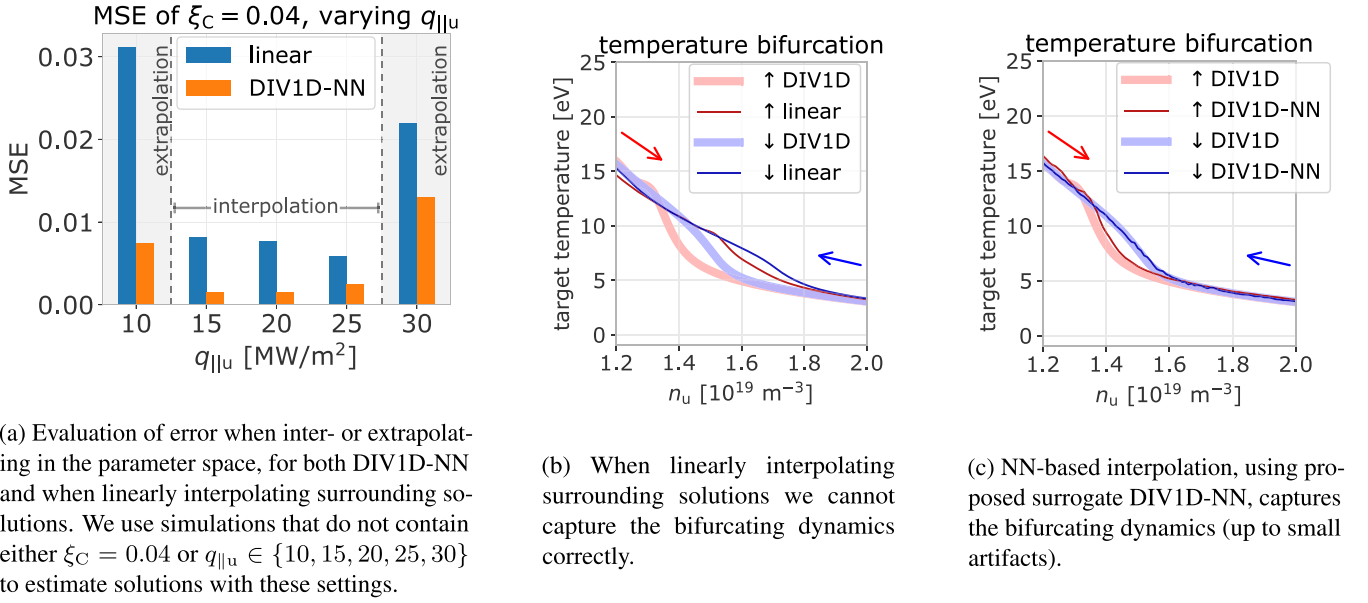 MSE of ξC = 0.04, varying q||u
linear
DIV1D-NN
extrapolation
interpolation
extrapolation
MSE
0.03
0.02
0.01
0.00
10
15
20
25
30
q||u [MW/m²]
(a) Evaluation of error when inter- or extrapolat-
ing in the parameter space, for both DIV1D-NN
and when linearly interpolating surrounding so-
lutions. We use simulations that do not contain
either ξC = 0.04 or q∥u ∈ {10, 15, 20, 25, 30}
to estimate solutions with these settings.
temperature bifurcation
↑ DIV1D
↑ linear
↓ DIV1D
↓ linear
target temperature [eV]
25
20
15
10
5
0
1.2
1.4
1.6
1.8
2.0
nu [10¹⁹ m⁻³]
(b) When linearly interpolating
surrounding solutions we cannot
capture the bifurcating dynamics
correctly.
temperature bifurcation
↑ DIV1D
↑ DIV1D-NN
↓ DIV1D
↓ DIV1D-NN
target temperature [eV]
25
20
15
10
5
0
1.2
1.4
1.6
1.8
2.0
nu [10¹⁹ m⁻³]
(c) NN-based interpolation, using pro-
posed surrogate DIV1D-NN, captures
the bifurcating dynamics (up to small
artifacts).